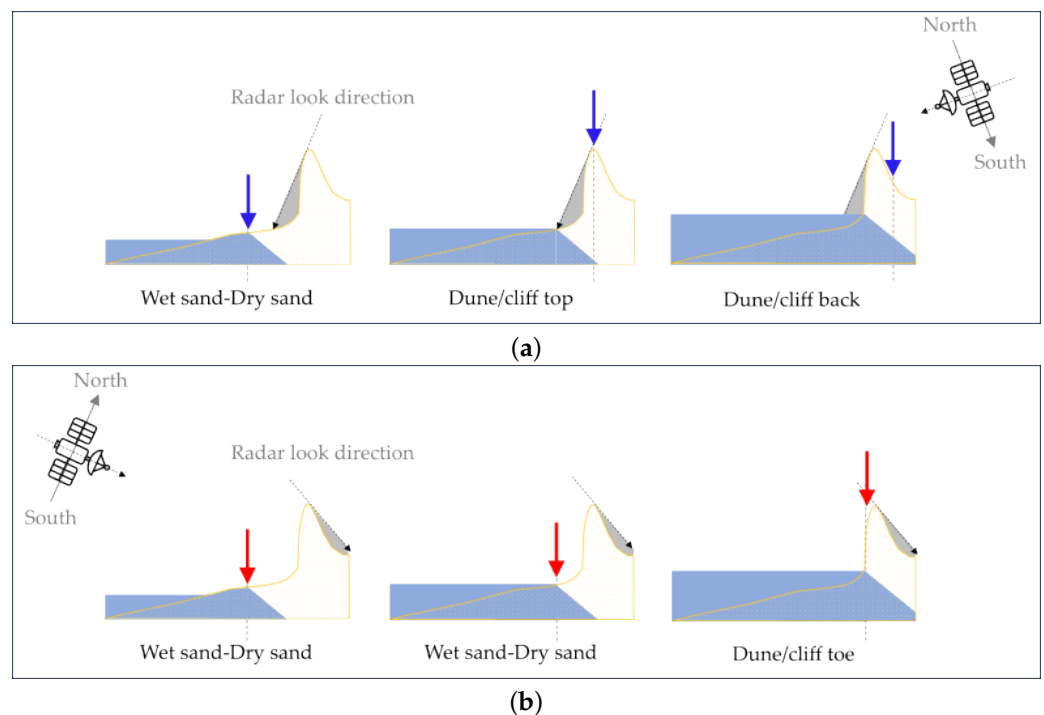 North
Radar look direction
South
Wet sand-Dry sand
Dune/cliff top
Dune/cliff back
(a)
North
Radar look direction
South
Wet sand-Dry sand
Wet sand-Dry sand
Dune/cliff toe
(b)